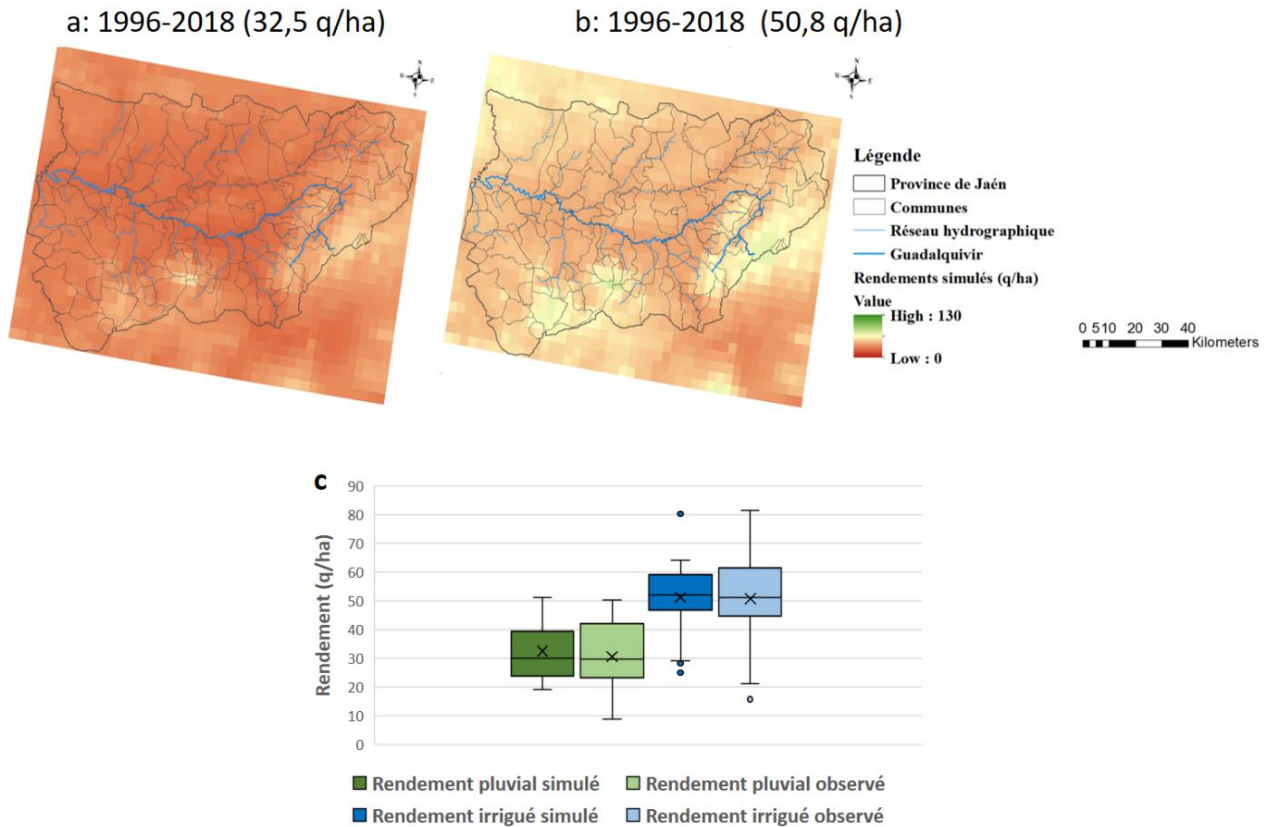 a: 1996-2018 (32,5 q/ha)
b: 1996-2018 (50,8 q/ha)
N
W E
S
N
W E
S
Légende
Province de Jaén
Communes
Réseau hydrographique
Guadalquivir
Rendements simulés (q/ha)
Value
High : 130
Low : 0
0 5 10 20 30 40
Kilometers
c
Rendement (q/ha)
90
80
70
60
50
40
30
20
10
0
Rendement pluvial simulé
Rendement pluvial observé
Rendement irrigué simulé
Rendement irrigué observé